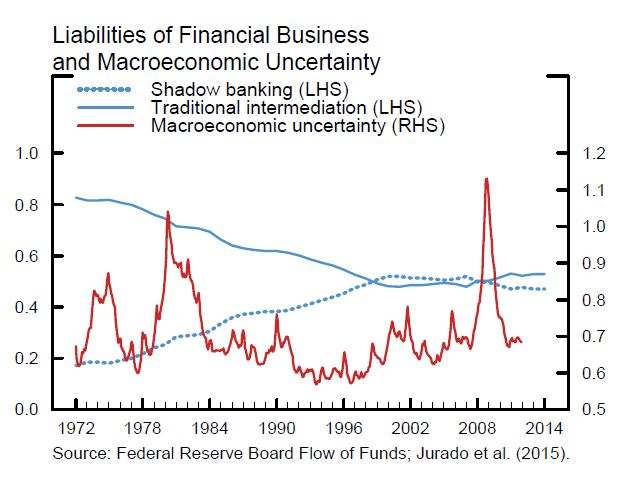 Liabilities of Financial Business
and Macroeconomic Uncertainty
Shadow banking (LHS)
Traditional intermediation (LHS)
Macroeconomic uncertainty (RHS)
1.0
0.8
0.6
0.4
0.2
0.0
1.2
1.1
1.0
0.9
0.8
0.7
0.6
0.5
1972 1978 1984 1990 1996 2002 2008 2014
Source: Federal Reserve Board Flow of Funds; Jurado et al. (2015).